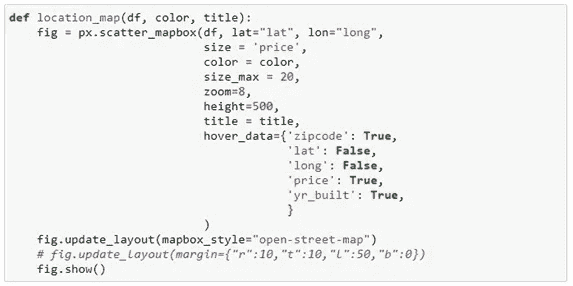 def location_map(df, color, title):
    fig = px.scatter_mapbox(df, lat="lat", lon="long",
                            size = 'price',
                            color = color,
                            size_max = 20,
                            zoom=8,
                            height=500,
                            title = title,
                            hover_data={'zipcode': True,
                                        'lat': False,
                                        'long': False,
                                        'price': True,
                                        'yr_built': True,
                                        }
                            )
    fig.update_layout(mapbox_style="open-street-map")
    # fig.update_layout(margin={"r":10,"t":10,"l":50,"b":0})
    fig.show()